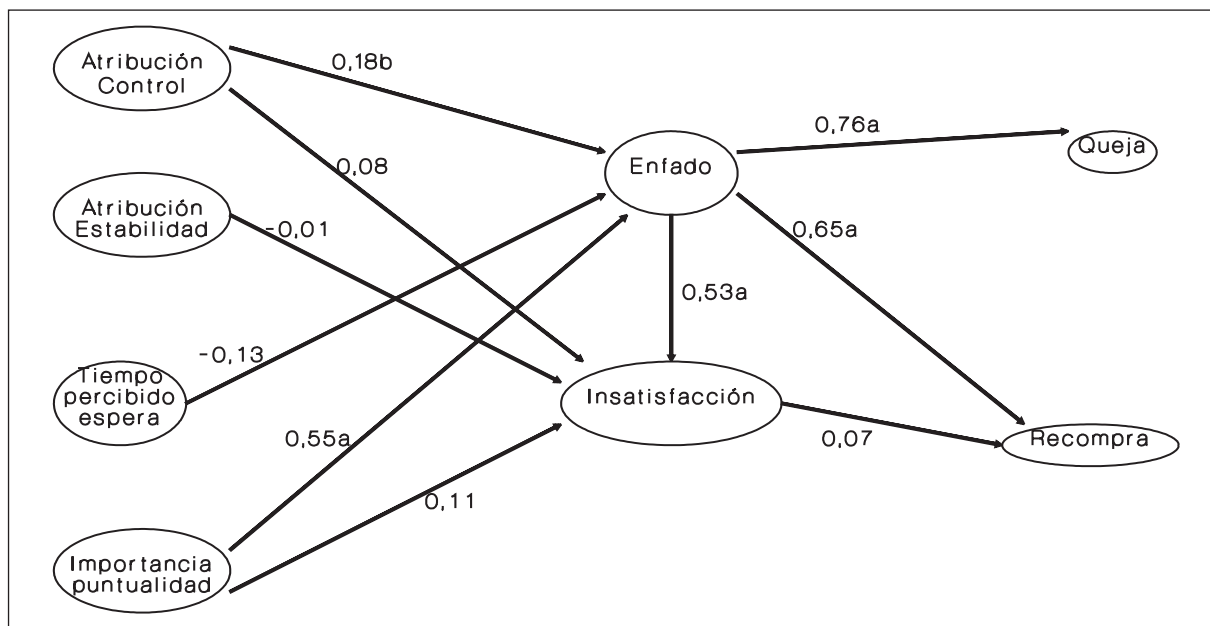 Atribución
Control
0,18b
0,76a
Enfado
Queja
0,08
Atribución
Estabilidad
-0,01
0,65a
0,53a
-0,13
Tiempo
percibido
espera
Insatisfacción
0,55a
0,07
Recompra
0,11
Importancia
puntualidad